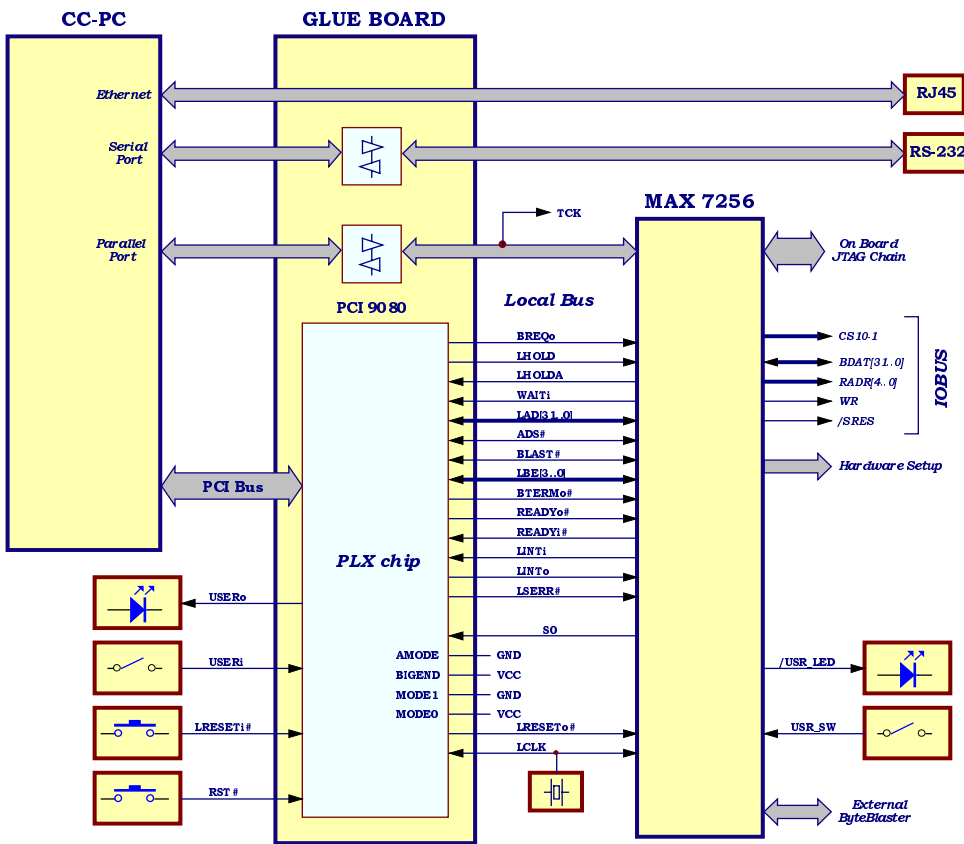 CC-PC
GLUE BOARD
Ethernet
RJ45
Serial
Port
RS-232
MAX 7256
TCK
Parallel
Port
On Board
JTAG Chain
Local Bus
PCI 9080
BREQo
CS10-1
LHOLD
BDAT[31..0]
LHOLDA
RADR[4..0]
WAITi
WR
LAD[31..0]
/SRES
IOBUS
ADS#
BLAST#
Hardware Setup
LBE[3..0]
PCI Bus
BTERMo#
READYo#
READYi#
LINTi
PLX chip
LINTo
LSERR#
USERo
SO
AMODE
GND
USERi
/USR_LED
BIGEND
VCC
MODE1
GND
MODE0
VCC
LRESETi#
LRESETo#
USR_SW
LCLK
RST#
External
ByteBlaster